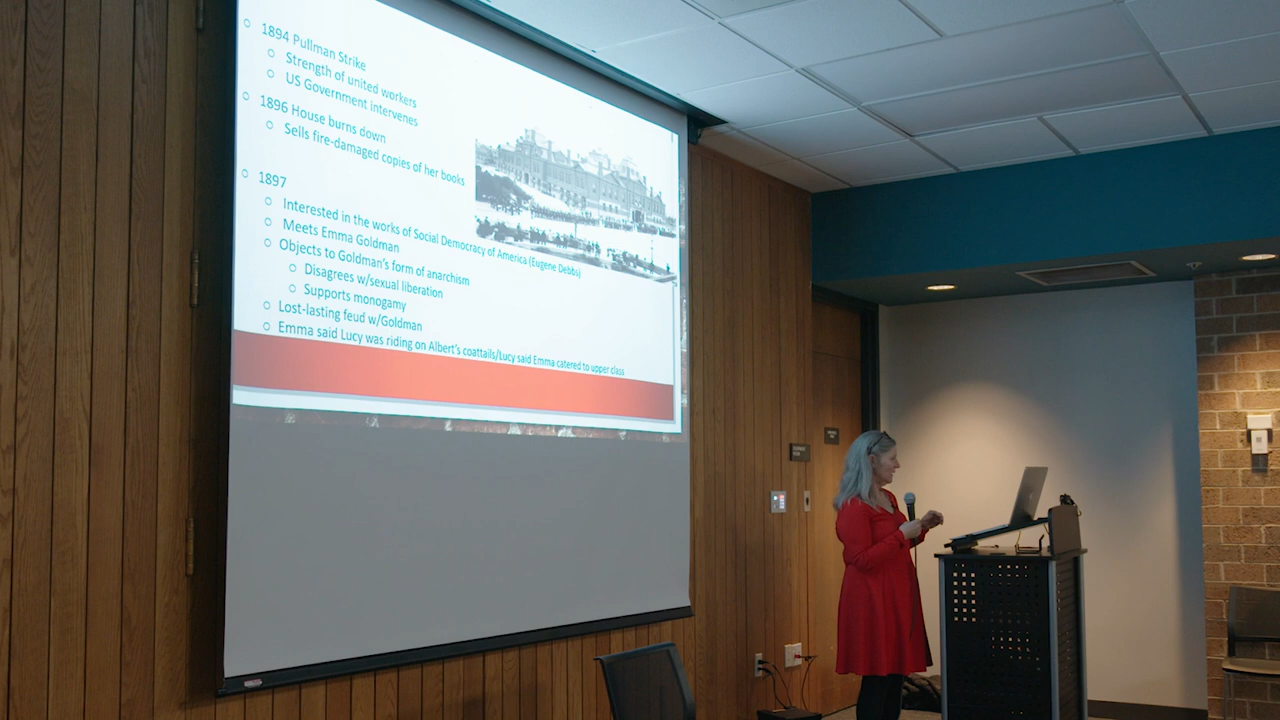 1894 Pullman Strike
Strength of united workers
US Government intervenes
1896 House burns down
Sells fire-damaged copies of her books
1897
Interested in the works of Social Democracy of America (Eugene Debbs)
Meets Emma Goldman
Objects to Goldman's form of anarchism
Disagrees w/sexual liberation
Supports monogamy
Lost-lasting feud w/Goldman
Emma said Lucy was riding on Albert's coattails/Lucy said Emma catered to upper class